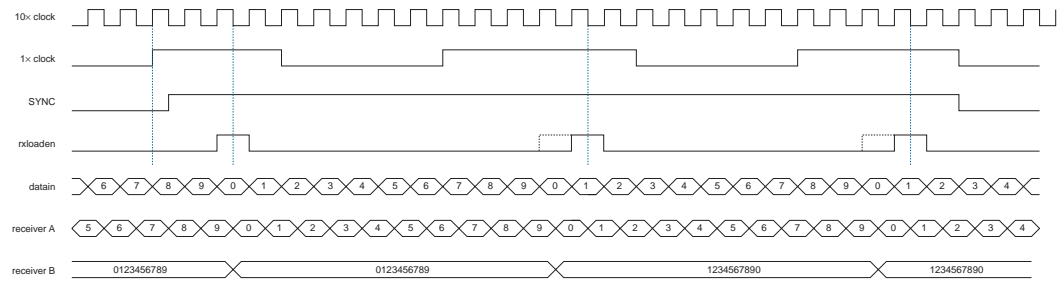 10× clock
1× clock
SYNC
rxloaden
datain 6 7 8 9 0 1 2 3 4 5 6 7 8 9 0 1 2 3 4 5 6 7 8 9 0 1 2 3 4
receiver A 5 6 7 8 9 0 1 2 3 4 5 6 7 8 9 0 1 2 3 4 5 6 7 8 9 0 1 2 3 4
receiver B 0123456789 0123456789 1234567890 1234567890